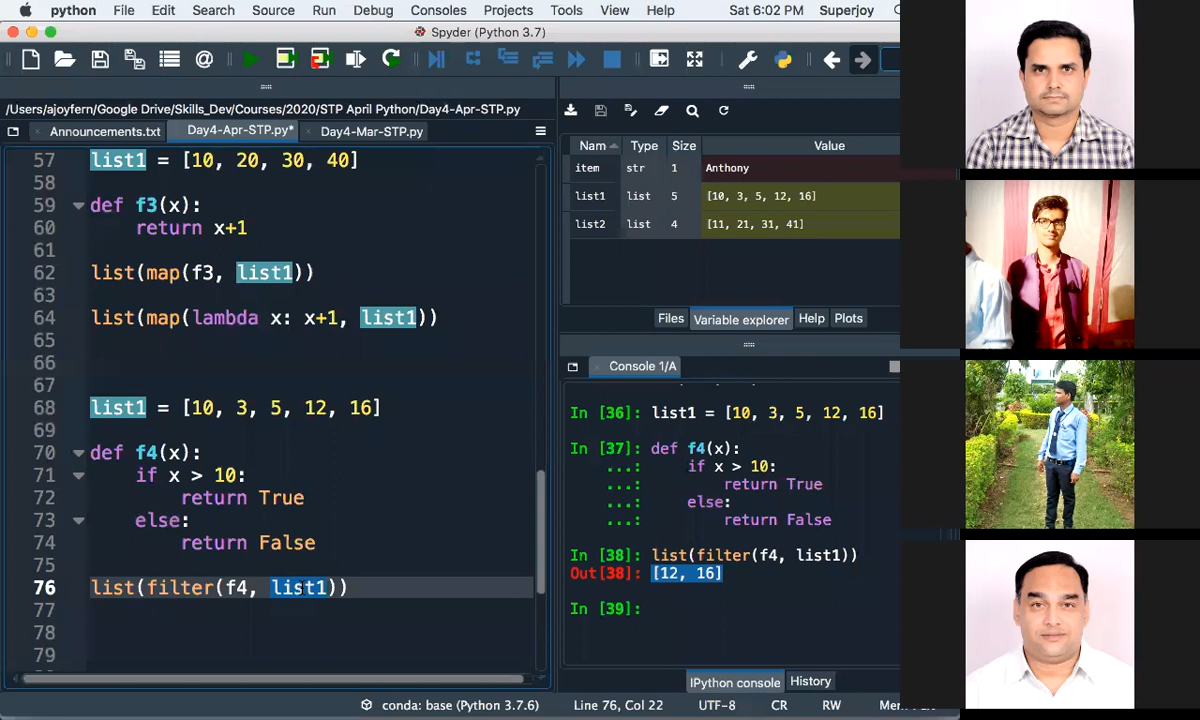 python File Edit Search Source Run Debug Consoles Projects Tools View Help Sat 6:02 PM Superjoy
Spyder (Python 3.7)
/Users/ajoyfern/Google Drive/Skills_Dev/Courses/2020/STP April Python/Day4-Apr-STP.py
Announcements.txt Day4-Apr-STP.py* Day4-Mar-STP.py
57 list1 = [10, 20, 30, 40]
58
59 def f3(x):
60 return x+1
61
62 list(map(f3, list1))
63
64 list(map(lambda x: x+1, list1))
65
66
67
68 list1 = [10, 3, 5, 12, 16]
69
70 def f4(x):
71 if x > 10:
72 return True
73 else:
74 return False
75
76 list(filter(f4, list1))
77
78
79
Nam Type Size Value
item str 1 Anthony
list1 list 5 [10, 3, 5, 12, 16]
list2 list 4 [11, 21, 31, 41]
Files Variable explorer Help Plots
Console 1/A
In [36]: list1 = [10, 3, 5, 12, 16]
In [37]: def f4(x):
...: if x > 10:
...: return True
...: else:
...: return False
In [38]: list(filter(f4, list1))
Out[38]: [12, 16]
In [39]:
IPython console History
conda: base (Python 3.7.6) Line 76, Col 22 UTF-8 CR RW